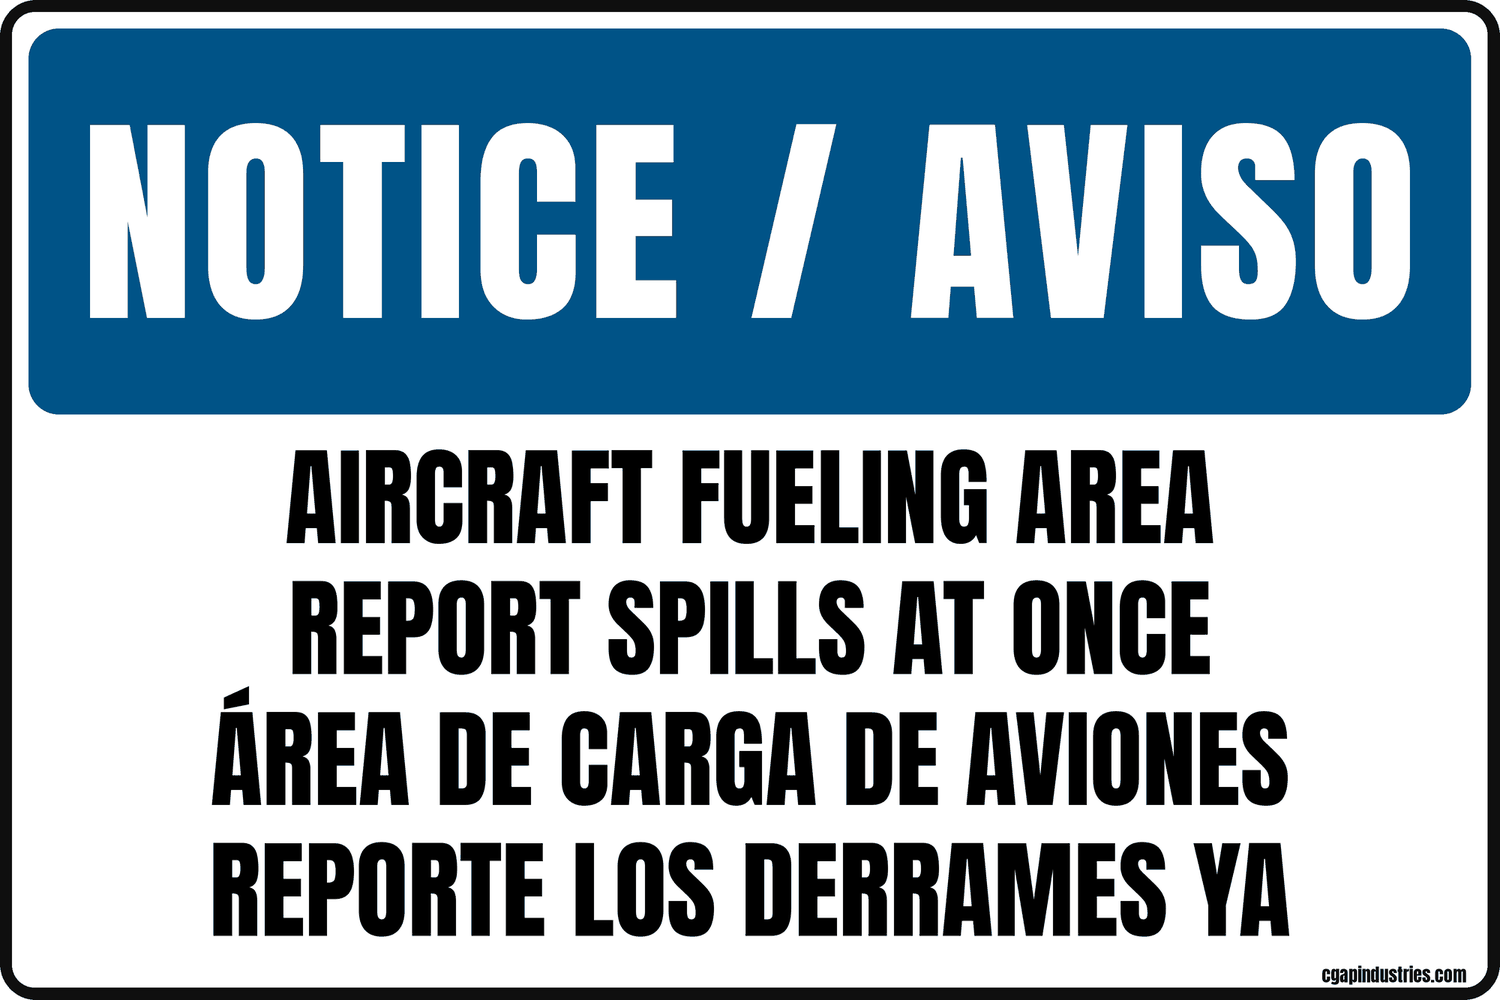 NOTICE / AVISO
AIRCRAFT FUELING AREA
REPORT SPILLS AT ONCE
ÁREA DE CARGA DE AVIONES
REPORTE LOS DERRAMES YA
cgapindustries.com